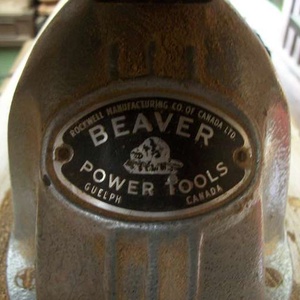 ROCKWELL MANUFACTURING CO. OF CANADA LTD.
BEAVER
POWER TOOLS
GUELPH CANADA